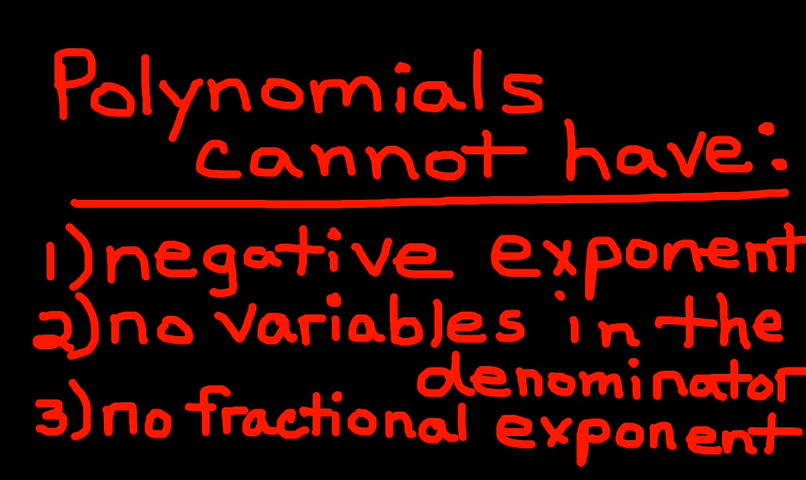 Polynomials
cannot have:
1) negative exponent
2) no variables in the
denominator
3) no fractional exponent